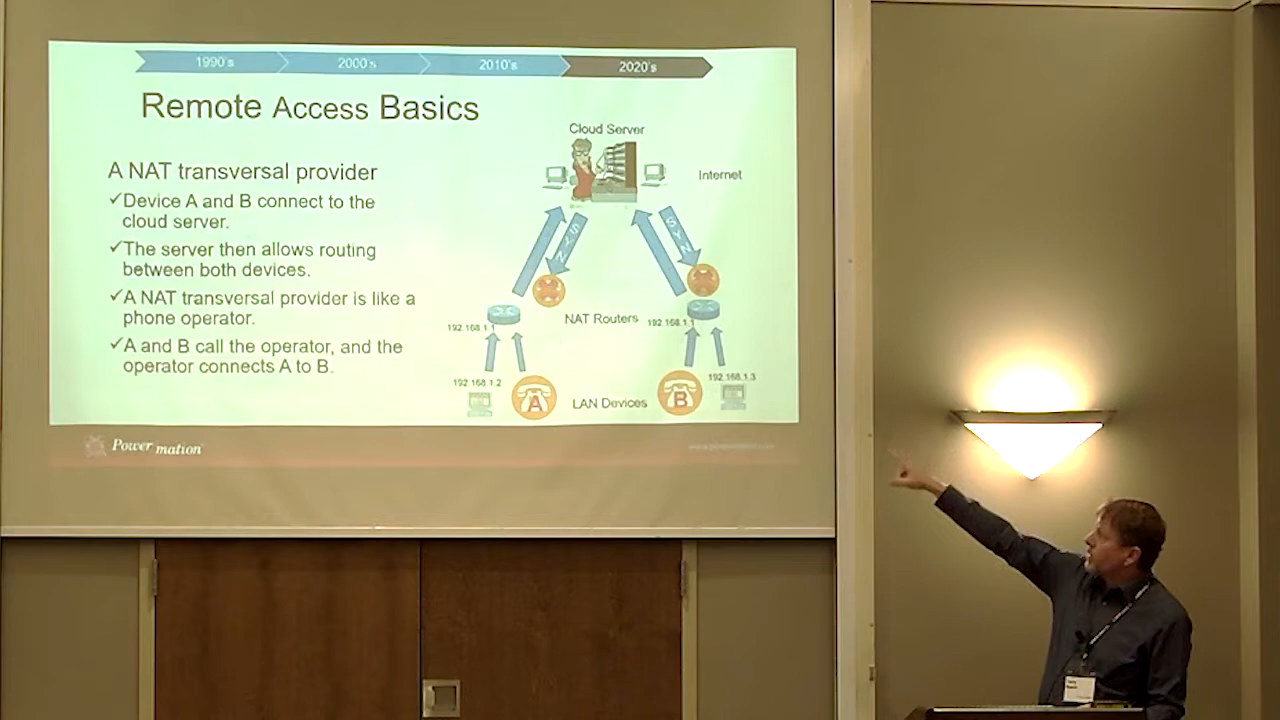 1990's 2000's 2010's 2020's
Remote Access Basics
Cloud Server
Internet
A NAT transversal provider
✓Device A and B connect to the
cloud server.
✓The server then allows routing
between both devices.
✓A NAT transversal provider is like a
phone operator.
✓A and B call the operator, and the
operator connects A to B.
SYN
SYN
NAT Routers
192.168.1.1
192.168.1.1
192.168.1.2
192.168.1.3
A
LAN Devices
B
Powermation